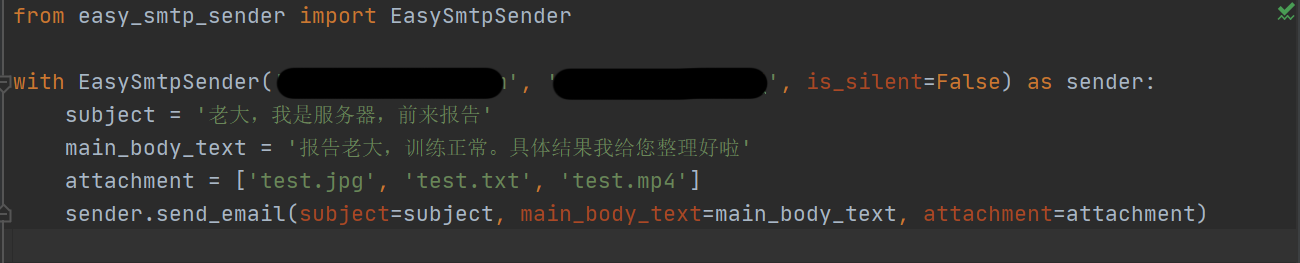 from easy_smtp_sender import EasySmtpSender
with EasySmtpSender( ', ' ', is_silent=False) as sender:
subject = '老大，我是服务器，前来报告'
main_body_text = '报告老大，训练正常。具体结果我给您整理好啦'
attachment = ['test.jpg', 'test.txt', 'test.mp4']
sender.send_email(subject=subject, main_body_text=main_body_text, attachment=attachment)